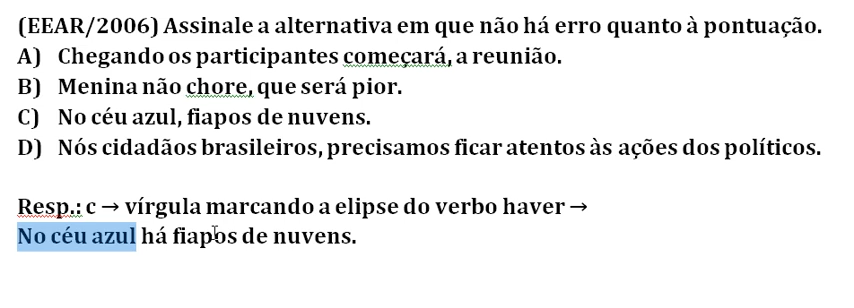 (EEAR/2006) Assinale a alternativa em que não há erro quanto à pontuação.
A) Chegando os participantes começará, a reunião.
B) Menina não chore, que será pior.
C) No céu azul, fiapos de nuvens.
D) Nós cidadãos brasileiros, precisamos ficar atentos às ações dos políticos.
Resp.: c → vírgula marcando a elipse do verbo haver →
No céu azul há fiapos de nuvens.